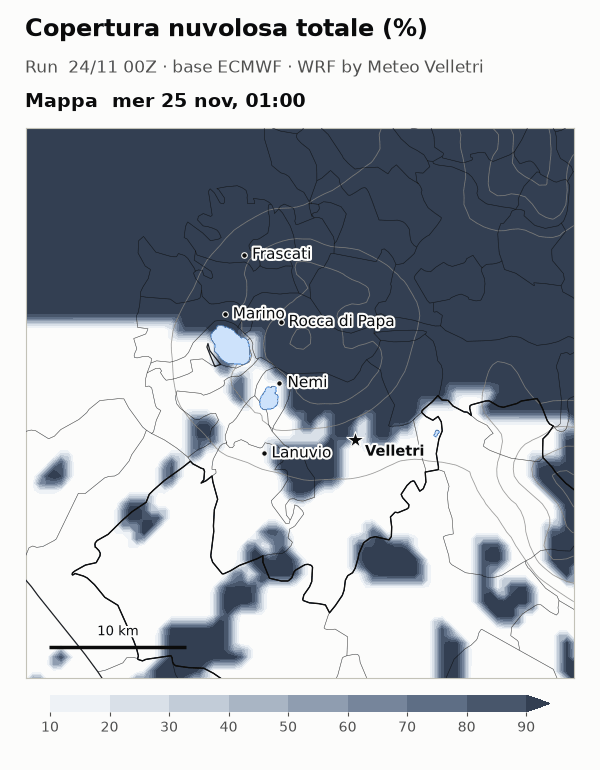 Copertura nuvolosa totale (%)
Run  24/11 00Z · base ECMWF · WRF by Meteo Velletri
Mappa  mer 25 nov, 01:00
Frascati
Marino
Rocca di Papa
Nemi
Velletri
Lanuvio
10 km
10 20 30 40 50 60 70 80 90